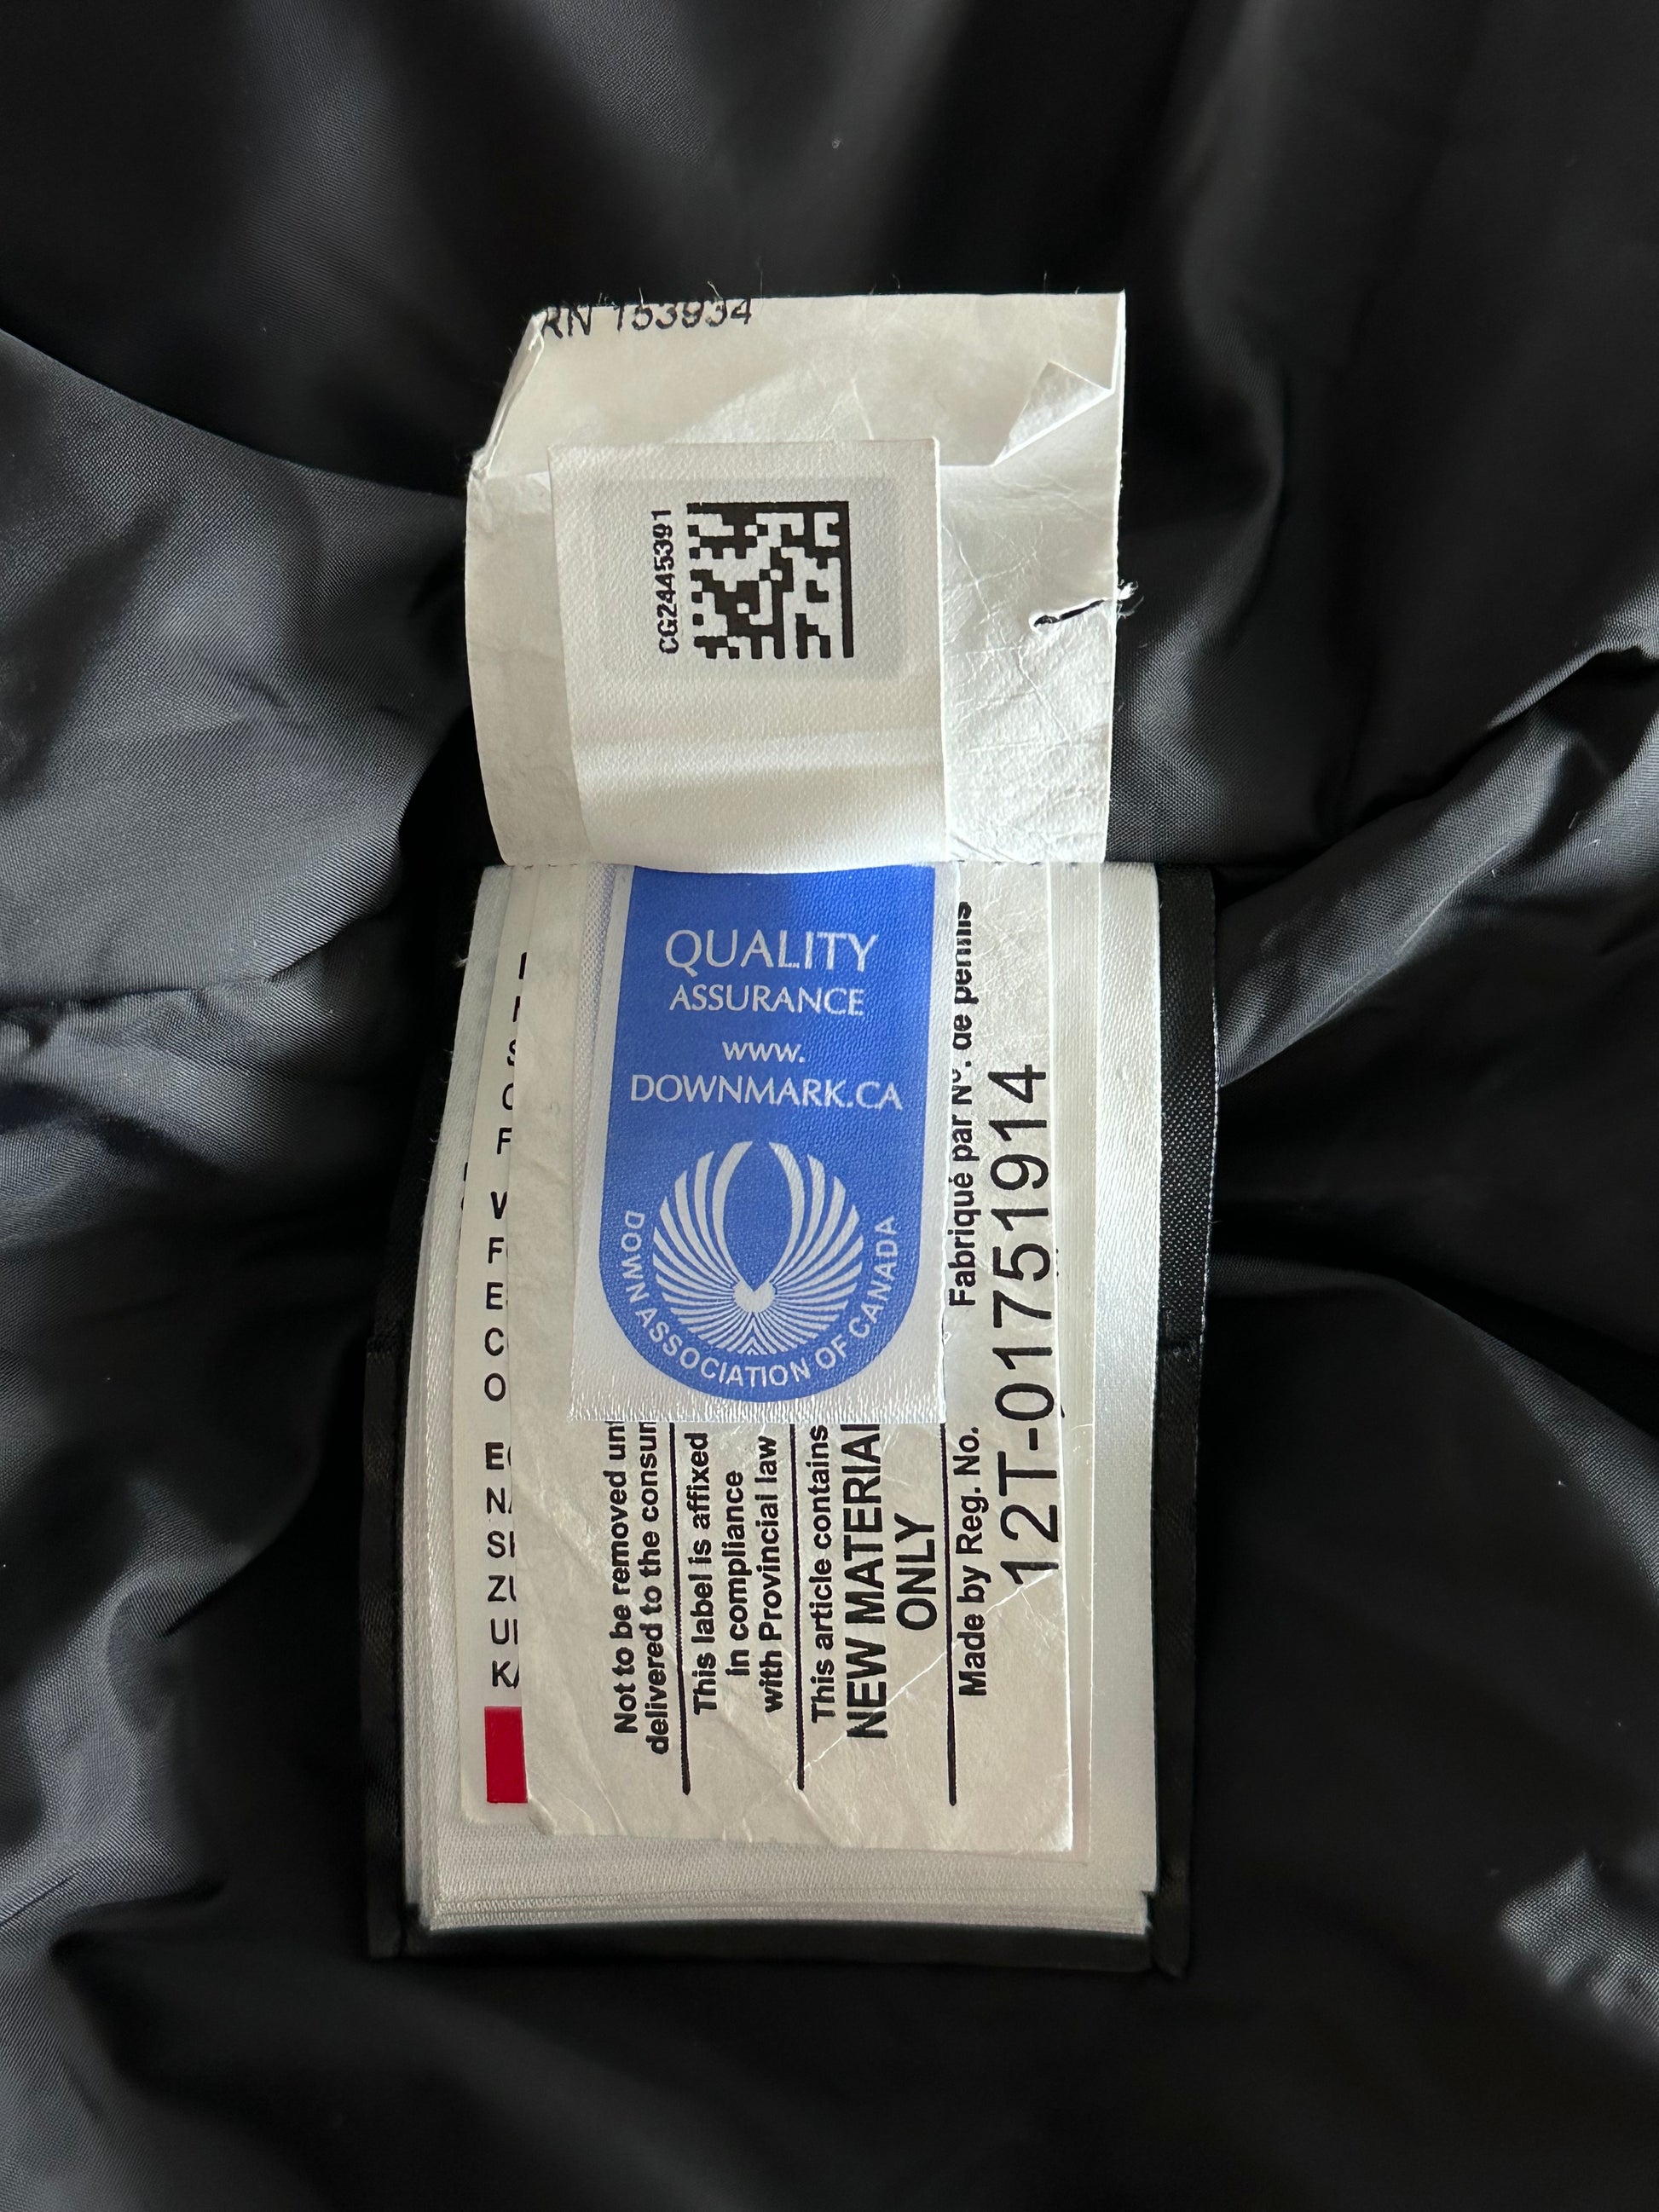 RN 153934
CG2445391
QUALITY
ASSURANCE
www.
DOWNMARK.CA
DOWN ASSOCIATION OF CANADA
Not to be removed
delivered to the
This label is affixed
in compliance
with Provincial law
This article contains
NEW MATERIAL
ONLY
Made by Reg. No. Fabriqué par Nº. de permis
12T-01751914